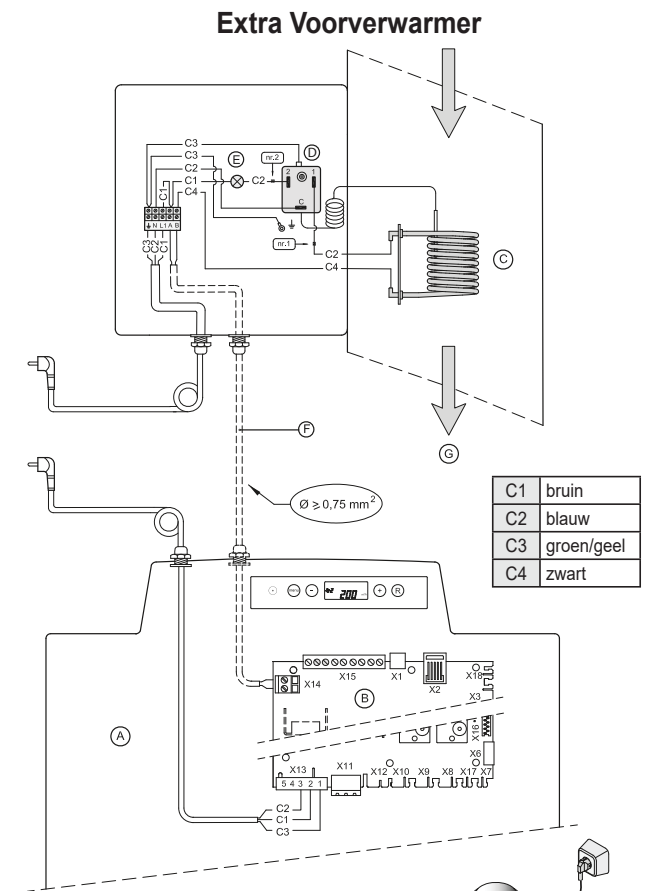 Extra Voorverwarmer
C3
C3
C2
C1
C4
C1
E
C2
nr.2
D
2 1
C
nr.1
C2
C4
C
N L1 A B
C3
C2
C1
F
G
Ø ≥ 0,75 mm²
C1 bruin
C2 blauw
C3 groen/geel
C4 zwart
menu - 200 + R
X15 X1 X2 X18
X14
B
X3
X16
X6
A
X13 X11 X12 X10 X9 X8 X17 X7
5 4 3 2 1
C2
C1
C3